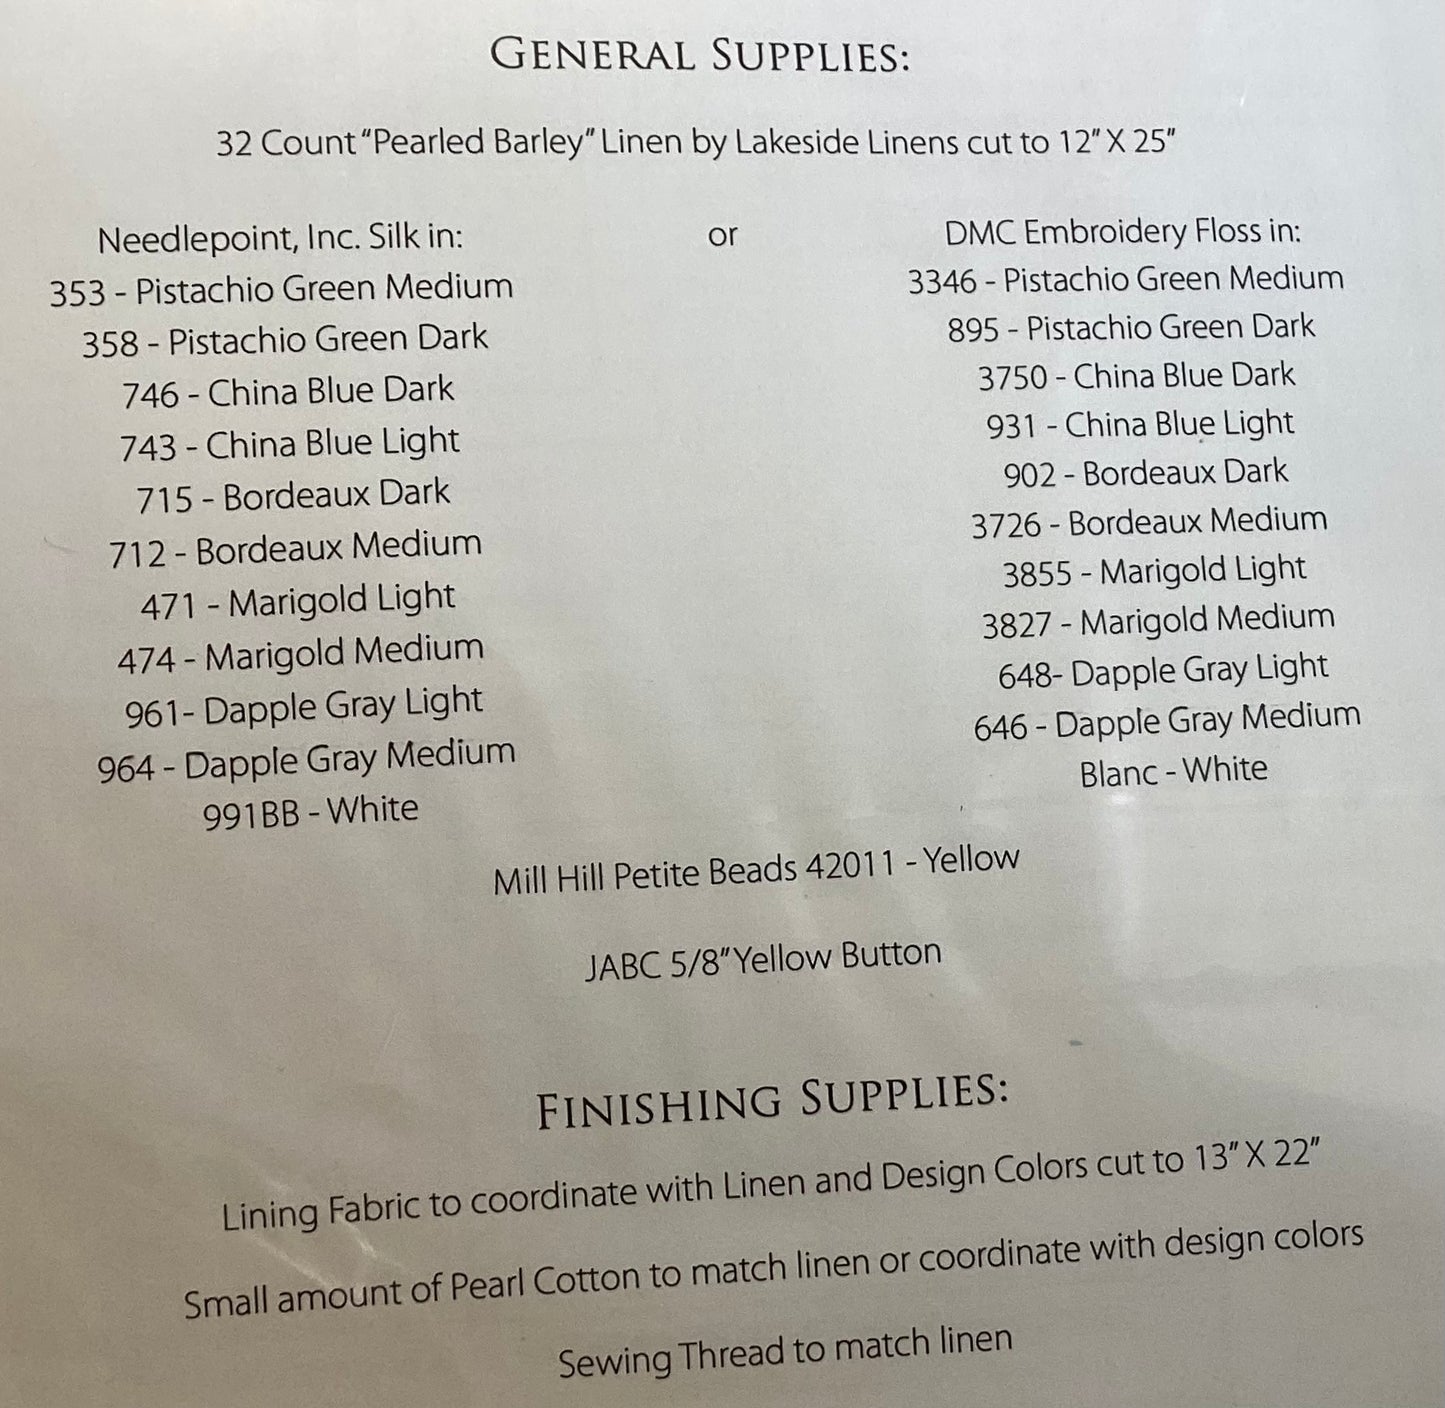 GENERAL SUPPLIES:
32 Count “Pearled Barley” Linen by Lakeside Linens cut to 12” X 25”
Needlepoint, Inc. Silk in:
353 - Pistachio Green Medium
358 - Pistachio Green Dark
746 - China Blue Dark
743 - China Blue Light
715 - Bordeaux Dark
712 - Bordeaux Medium
471 - Marigold Light
474 - Marigold Medium
961- Dapple Gray Light
964 - Dapple Gray Medium
991BB - White
or
DMC Embroidery Floss in:
3346 - Pistachio Green Medium
895 - Pistachio Green Dark
3750 - China Blue Dark
931 - China Blue Light
902 - Bordeaux Dark
3726 - Bordeaux Medium
3855 - Marigold Light
3827 - Marigold Medium
648- Dapple Gray Light
646 - Dapple Gray Medium
Blanc - White
Mill Hill Petite Beads 42011 - Yellow
JABC 5/8” Yellow Button
FINISHING SUPPLIES:
Lining Fabric to coordinate with Linen and Design Colors cut to 13” X 22”
Small amount of Pearl Cotton to match linen or coordinate with design colors
Sewing Thread to match linen